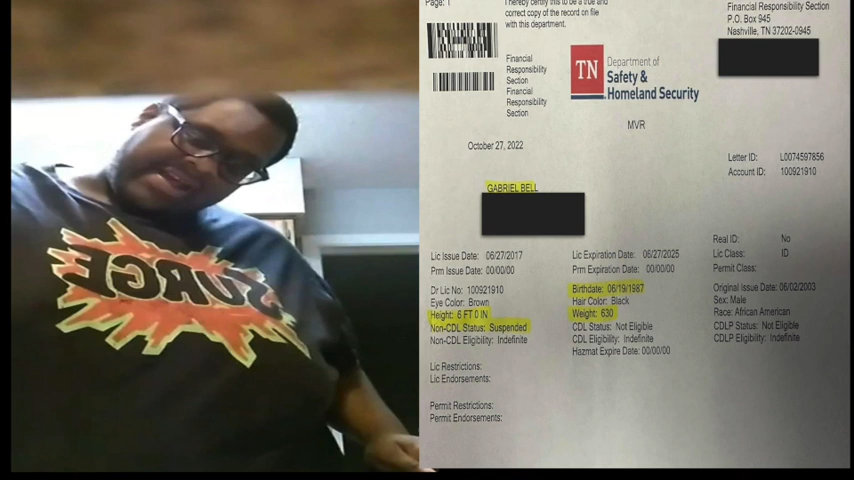 SURGE
Page: 1
I hereby certify this to be a true and
correct copy of the record on file
with this department.
Financial Responsibility Section
P.O. Box 945
Nashville, TN 37202-0945
Financial
Responsibility
Section
Financial
Responsibility
Section
TN
Department of
Safety &
Homeland Security
MVR
October 27, 2022
Letter ID: L0074597856
Account ID: 100921910
GABRIEL BELL
Real ID: No
Lic Issue Date: 06/27/2017 Lic Expiration Date: 06/27/2025 Lic Class: ID
Prm Issue Date: 00/00/00 Prm Expiration Date: 00/00/00 Permit Class:
Dr Lic No: 100921910 Birthdate: 06/19/1987 Original Issue Date: 06/02/2003
Eye Color: Brown Hair Color: Black Sex: Male
Height: 6 FT 0 IN Weight: 630 Race: African American
Non-CDL Status: Suspended CDL Status: Not Eligible CDLP Status: Not Eligible
Non-CDL Eligibility: Indefinite CDL Eligibility: Indefinite CDLP Eligibility: Indefinite
Hazmat Expire Date: 00/00/00
Lic Restrictions:
Lic Endorsements:
Permit Restrictions:
Permit Endorsements: